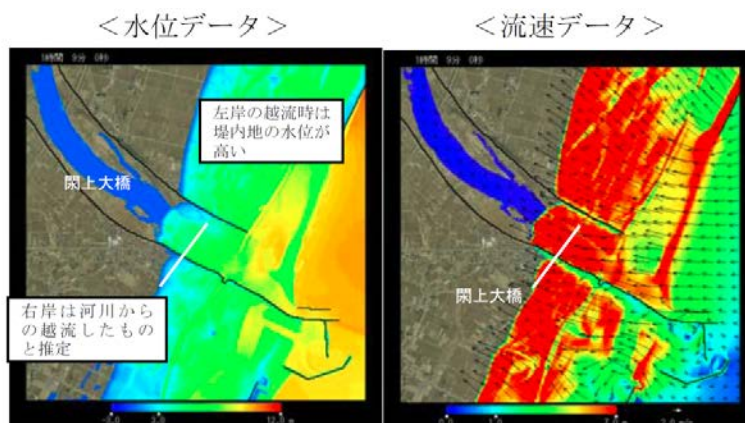 <水位データ>
<流速データ>
1時間 9分 0秒
左岸の越流時は
堤内地の水位が
高い
閖上大橋
右岸は河川から
の越流したもの
と推定
1時間 9分 0秒
閖上大橋